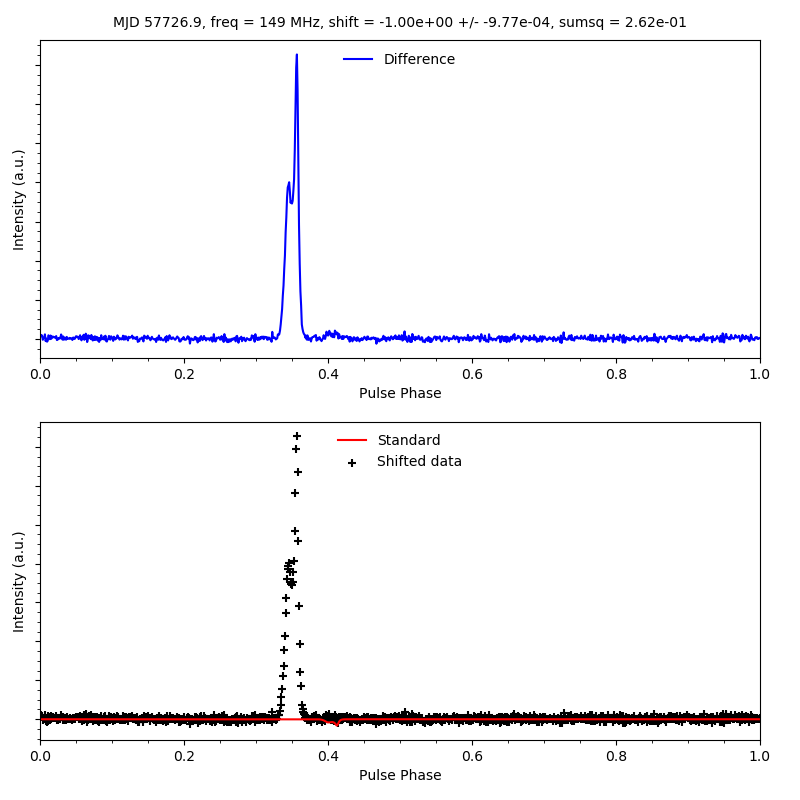 MJD 57726.9, freq = 149 MHz, shift = -1.00e+00 +/- -9.77e-04, sumsq = 2.62e-01
Difference
Intensity (a.u.)
0.0 0.2 0.4 0.6 0.8 1.0
Pulse Phase
Standard
Shifted data
Intensity (a.u.)
0.0 0.2 0.4 0.6 0.8 1.0
Pulse Phase